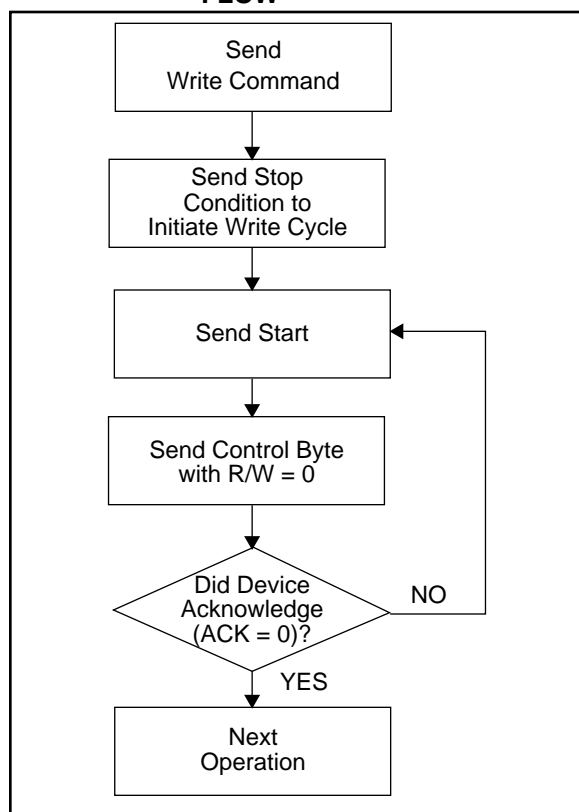 FLOW
Send
Write Command
Send Stop
Condition to
Initiate Write Cycle
Send Start
Send Control Byte
with R/W = 0
Did Device
Acknowledge
(ACK = 0)?
NO
YES
Next
Operation